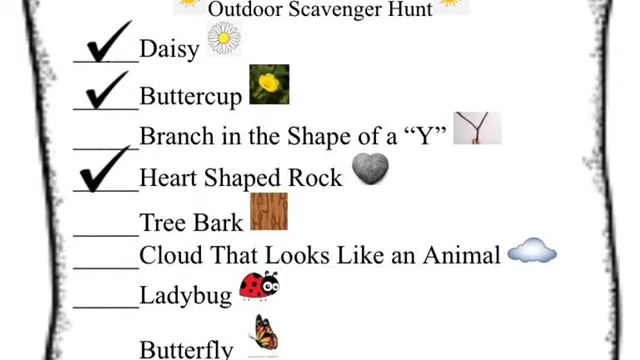 Outdoor Scavenger Hunt
Daisy
Buttercup
Branch in the Shape of a “Y”
Heart Shaped Rock
Tree Bark
Cloud That Looks Like an Animal
Ladybug
Butterfly